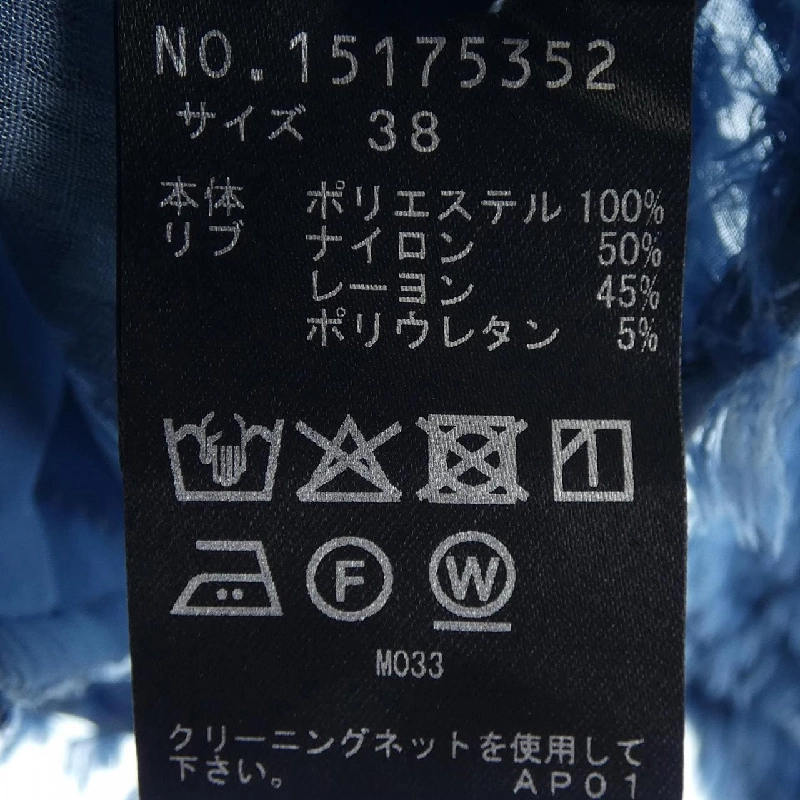 NO.15175352
サイズ 38
本体 ポリエステル 100%
リブ ナイロン 50%
レーヨン 45%
ポリウレタン 5%
F W
M033
クリーニングネットを使用して
下さい。 AP01